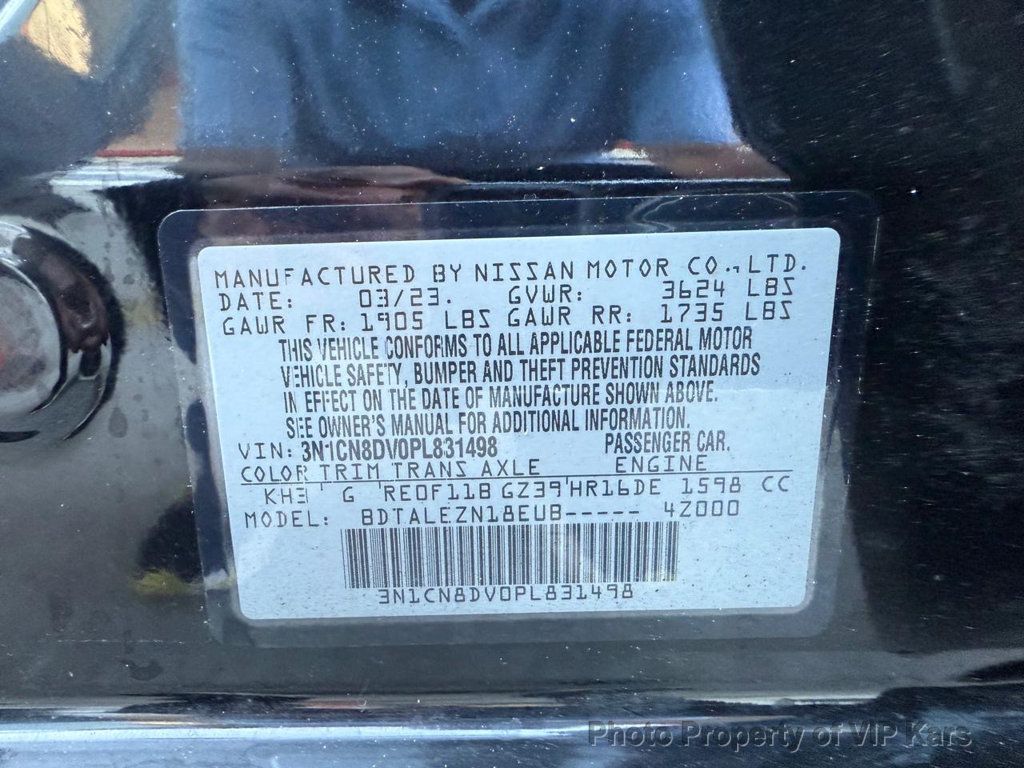 MANUFACTURED BY NISSAN MOTOR CO., LTD.
DATE: 03/23. GVWR: 3624 LBS
GAWR FR: 1905 LBS GAWR RR: 1735 LBS
THIS VEHICLE CONFORMS TO ALL APPLICABLE FEDERAL MOTOR
VEHICLE SAFETY, BUMPER AND THEFT PREVENTION STANDARDS
IN EFFECT ON THE DATE OF MANUFACTURE SHOWN ABOVE.
SEE OWNER'S MANUAL FOR ADDITIONAL INFORMATION.
VIN: 3N1CN8DV0PL831498 PASSENGER CAR.
COLOR TRIM TRANS AXLE ENGINE
KH3 G RE0F11B GZ39 HR16DE 1598 CC
MODEL: BDTALEZN18EUB----- 4Z000
3N1CN8DV0PL831498
Photo Property of VIP Kars